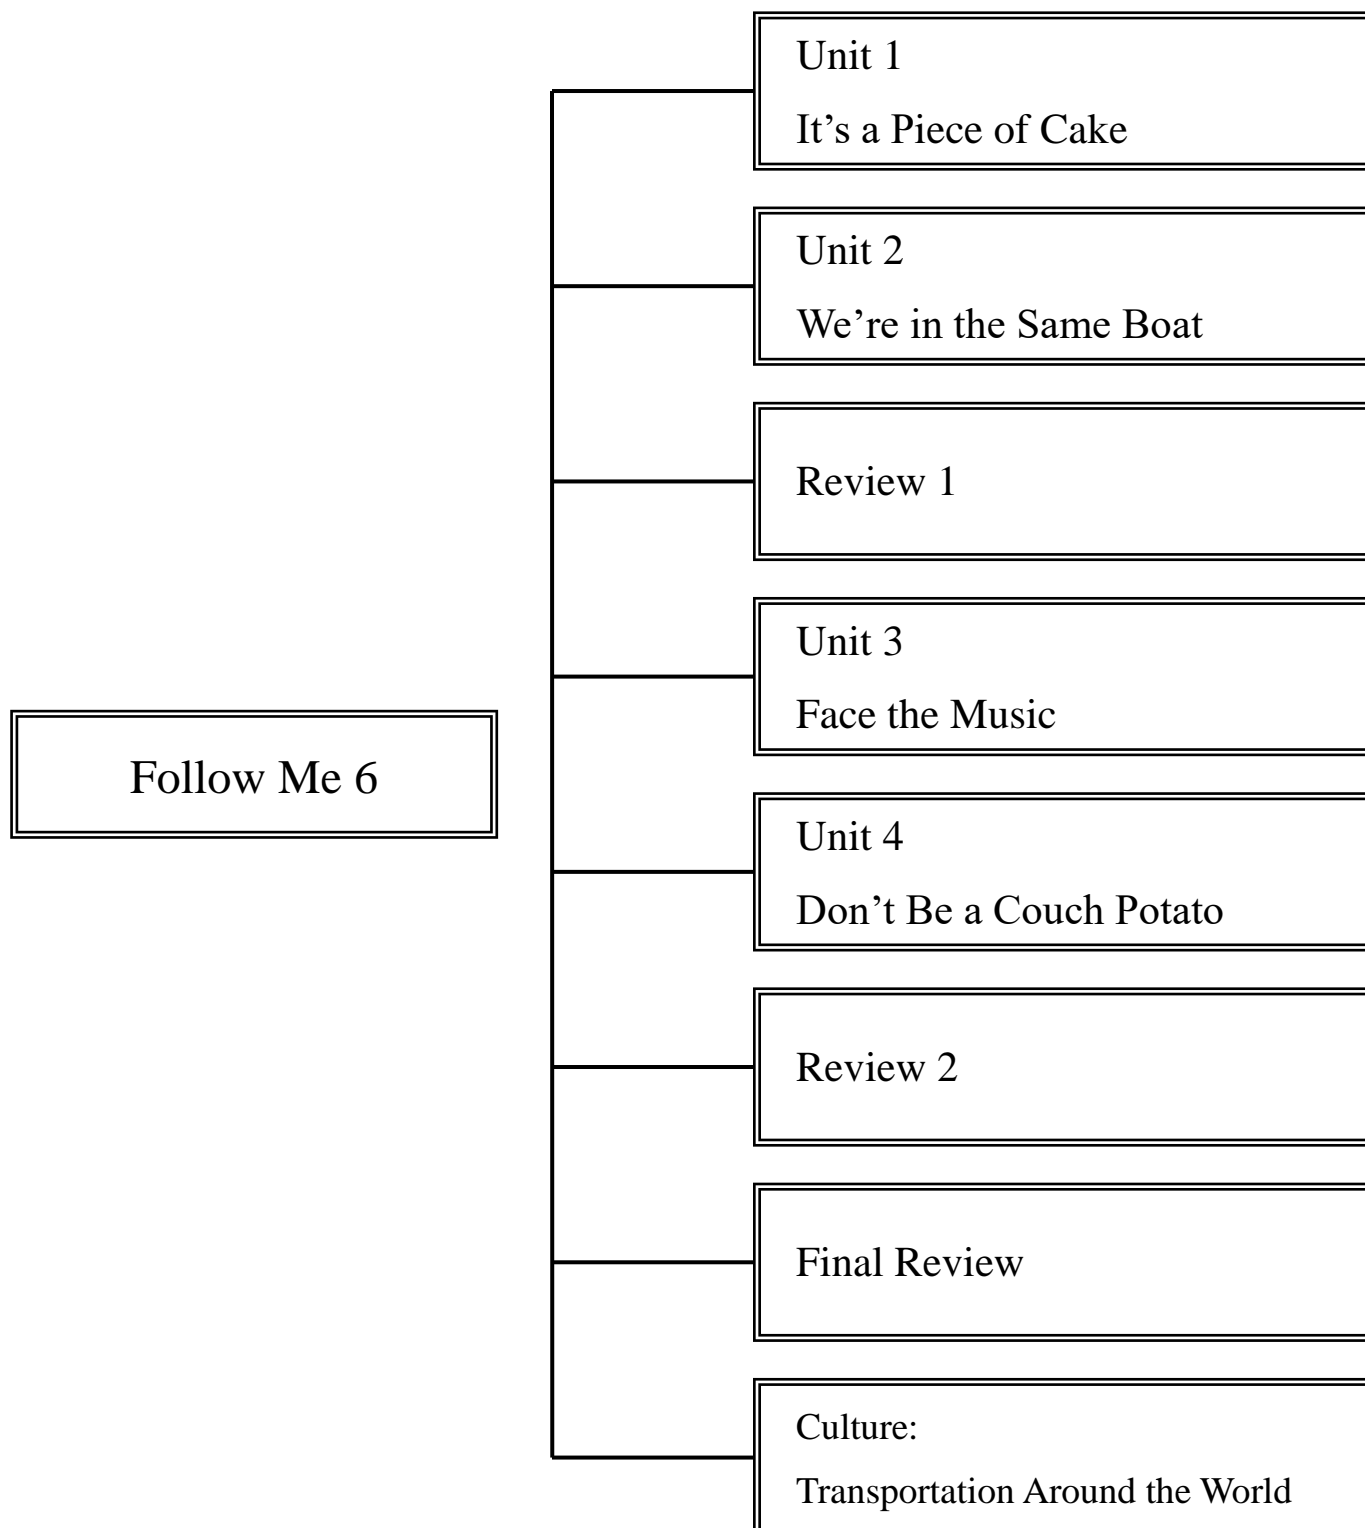 Unit 1
It’s a Piece of Cake
Unit 2
We’re in the Same Boat
Review 1
Unit 3
Face the Music
Follow Me 6
Unit 4
Don’t Be a Couch Potato
Review 2
Final Review
Culture:
Transportation Around the World